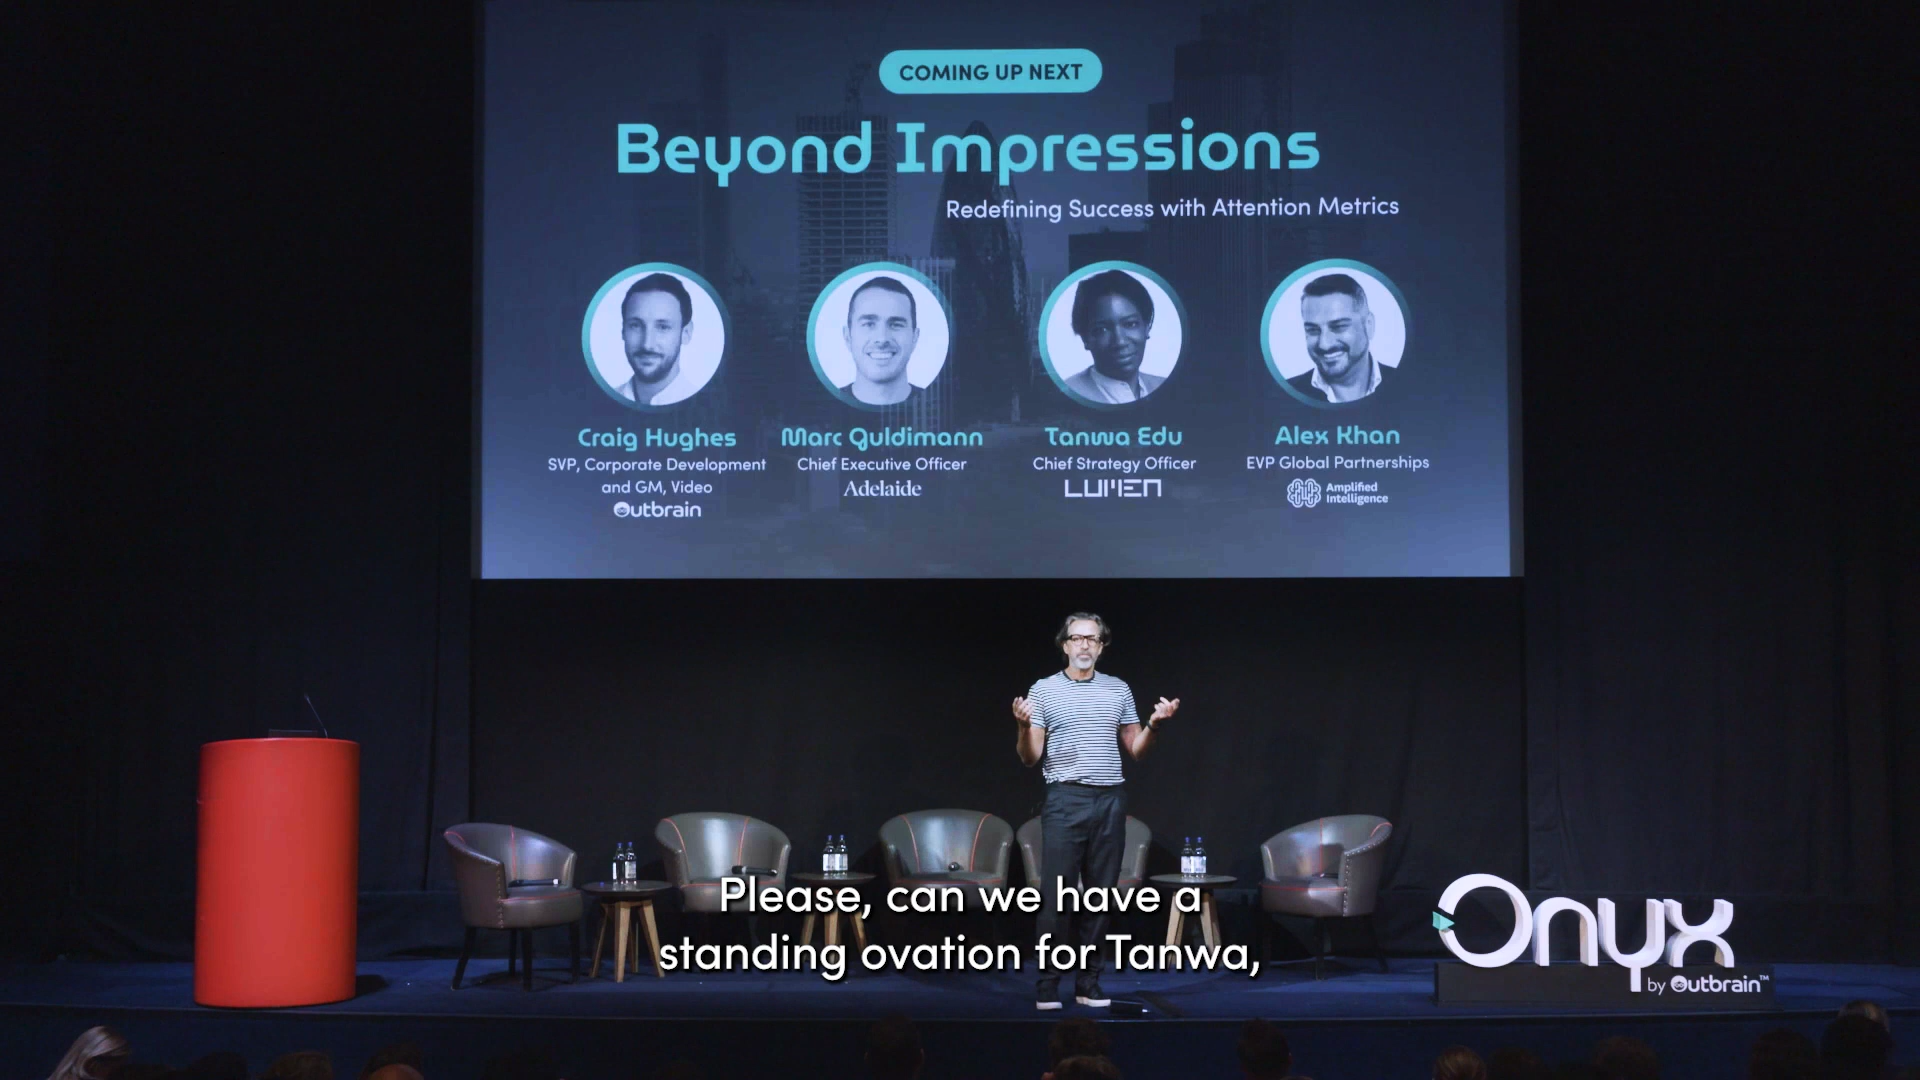 COMING UP NEXT
Beyond Impressions
Redefining Success with Attention Metrics
Craig Hughes
SVP, Corporate Development
and GM, Video
Outbrain
Marc Guldimann
Chief Executive Officer
Adelaide
Tanwa Edu
Chief Strategy Officer
LUMEN
Alex Khan
EVP Global Partnerships
Amplified
Intelligence
Please, can we have a
standing ovation for Tanwa,
Onyx
by Outbrain™